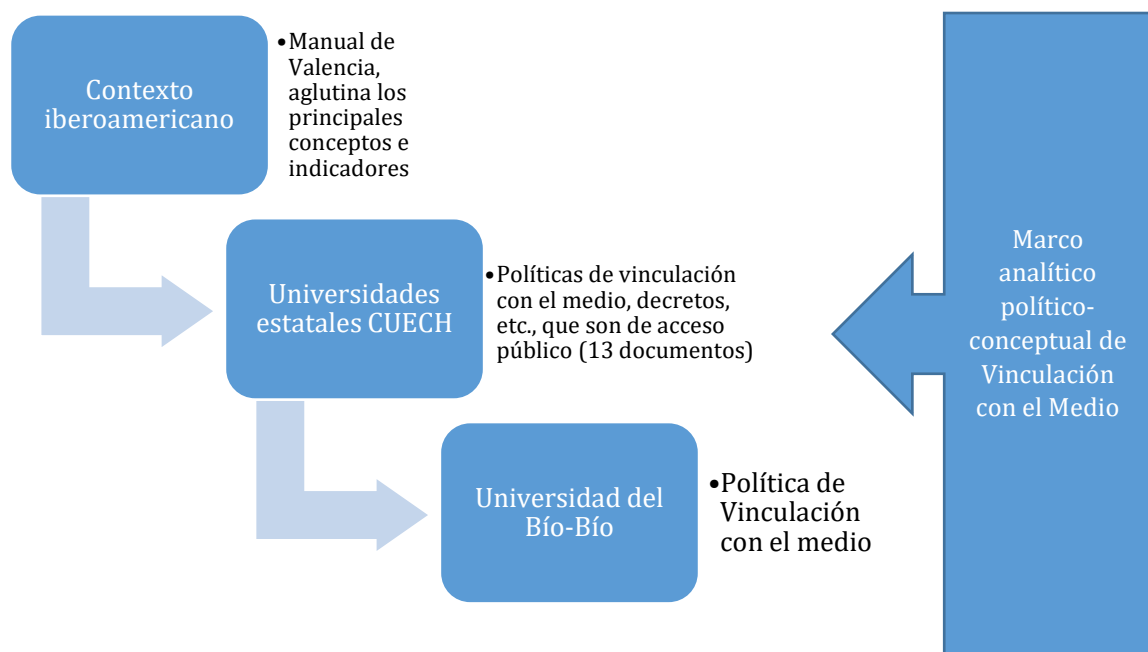 Contexto
iberoamericano
•Manual de
Valencia,
aglutina los
principales
conceptos e
indicadores
Universidades
estatales CUECH
•Políticas de vinculación
con el medio, decretos,
etc., que son de acceso
público (13 documentos)
Universidad del
Bío-Bío
•Política de
Vinculación
con el medio
Marco
analítico
político-
conceptual de
Vinculación
con el Medio